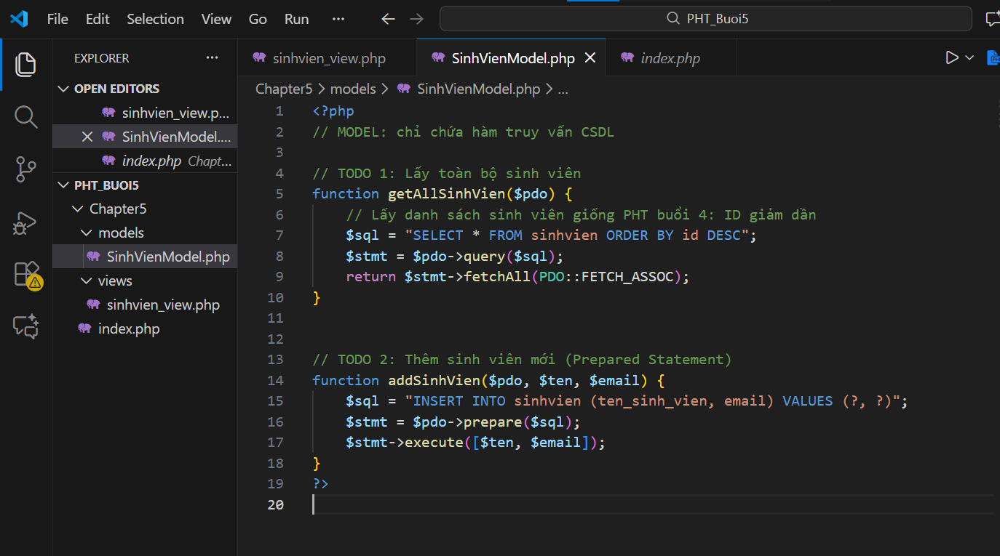 File Edit Selection View Go Run ... PHT_Buoi5
EXPLORER ...
OPEN EDITORS
sinhvien_view.p...
SinhVienModel....
index.php Chapt...
PHT_BUOI5
Chapter5
models
SinhVienModel.php
views
sinhvien_view.php
index.php
sinhvien_view.php SinhVienModel.php index.php
Chapter5 > models > SinhVienModel.php > ...
1 <?php
2 // MODEL: chỉ chứa hàm truy vấn CSDL
3
4 // TODO 1: Lấy toàn bộ sinh viên
5 function getAllSinhVien($pdo) {
6 // Lấy danh sách sinh viên giống PHT buổi 4: ID giảm dần
7 $sql = "SELECT * FROM sinhvien ORDER BY id DESC";
8 $stmt = $pdo->query($sql);
9 return $stmt->fetchAll(PDO::FETCH_ASSOC);
10 }
11
12
13 // TODO 2: Thêm sinh viên mới (Prepared Statement)
14 function addSinhVien($pdo, $ten, $email) {
15 $sql = "INSERT INTO sinhvien (ten_sinh_vien, email) VALUES (?, ?)";
16 $stmt = $pdo->prepare($sql);
17 $stmt->execute([$ten, $email]);
18 }
19 ?>
20